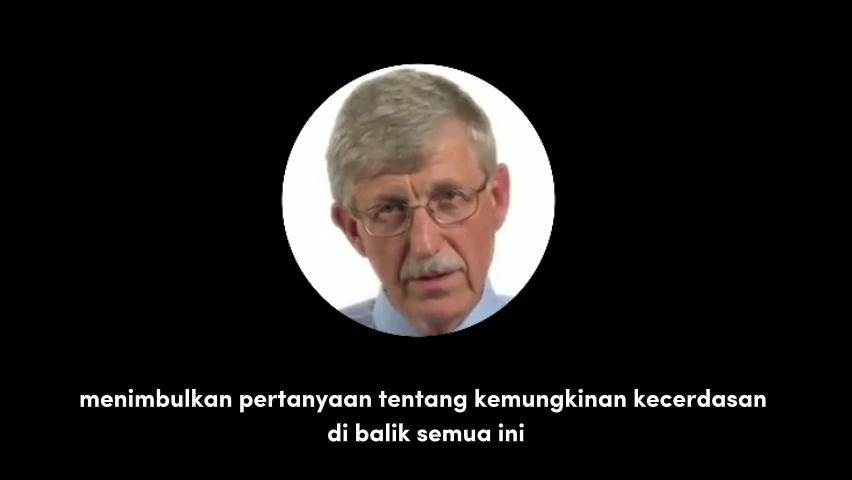 menimbulkan pertanyaan tentang kemungkinan kecerdasan
di balik semua ini